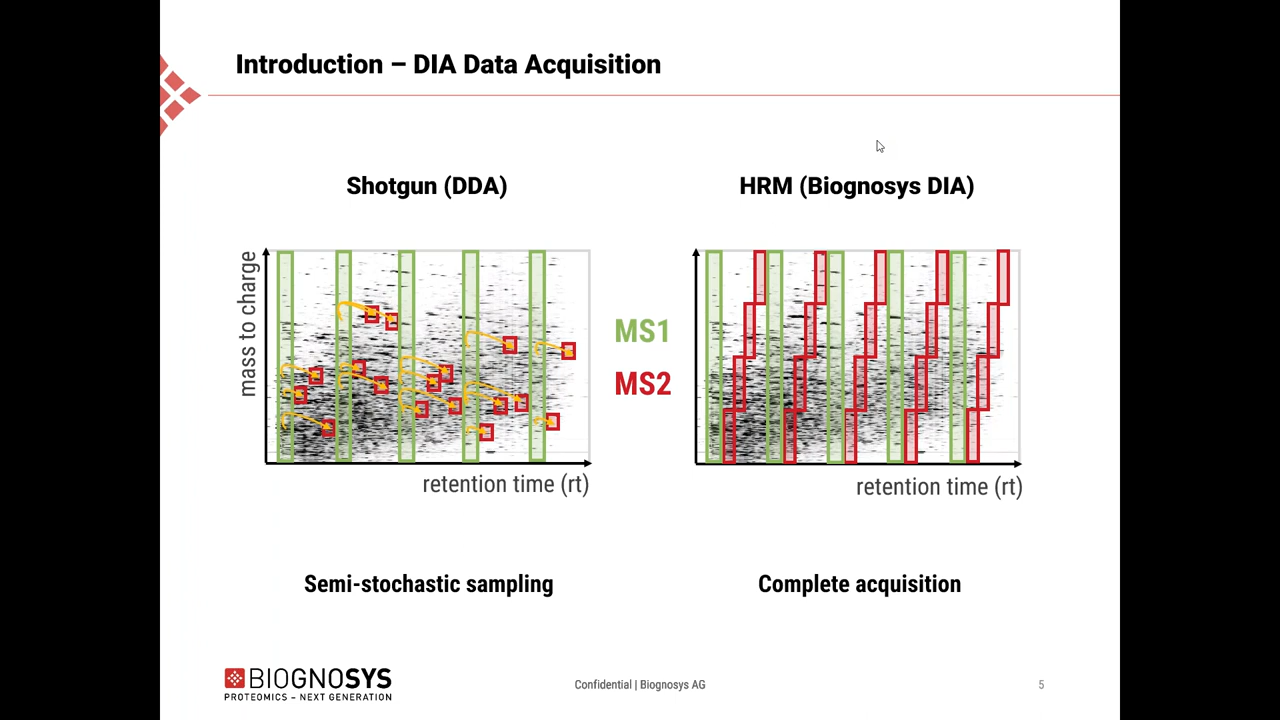 Introduction – DIA Data Acquisition
Shotgun (DDA)
HRM (Biognosys DIA)
mass to charge
MS1
MS2
retention time (rt)
retention time (rt)
Semi-stochastic sampling
Complete acquisition
BIOGNOSYS
PROTEOMICS – NEXT GENERATION
Confidential | Biognosys AG
5